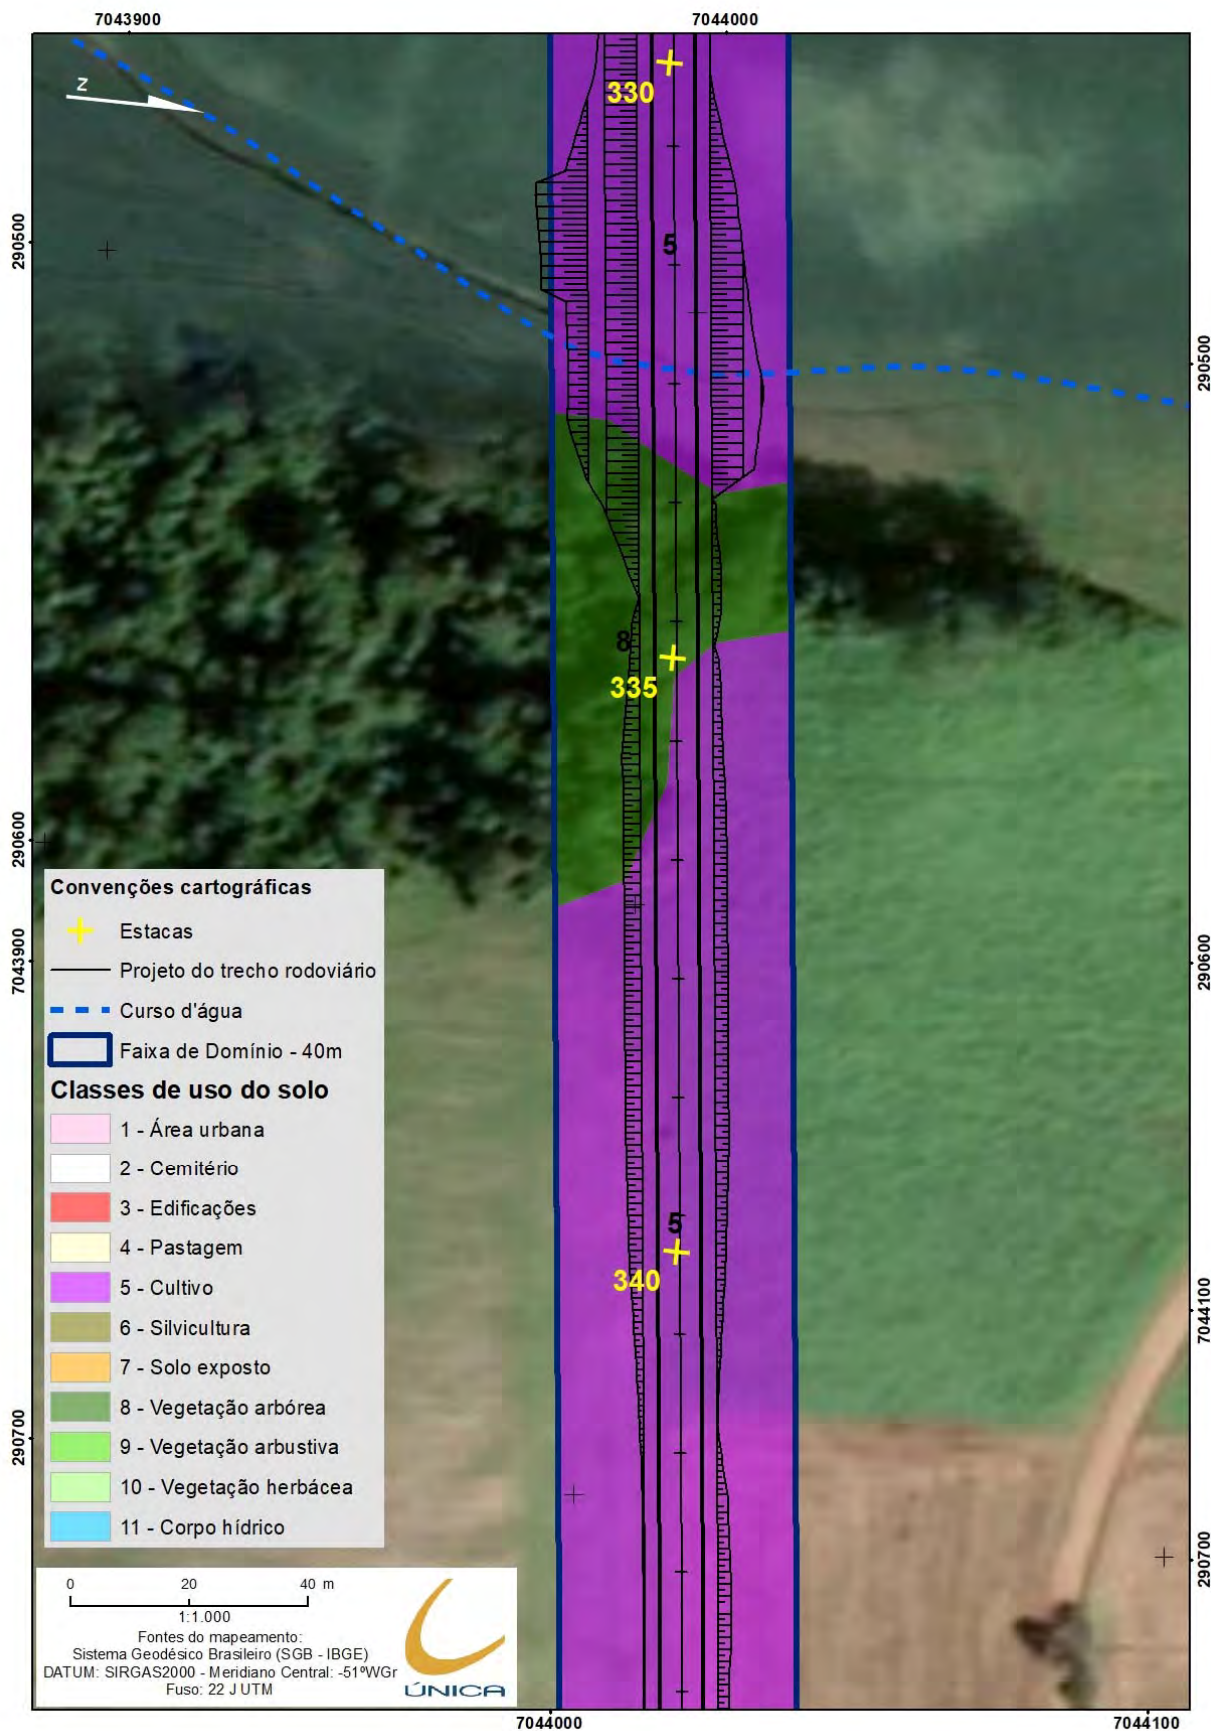 7043900
7044000
Z
330
290500
5
290500
8
335
290600
Convenções cartográficas
Estacas
7043900
Projeto do trecho rodoviário
290600
Curso d'água
Faixa de Domínio - 40m
Classes de uso do solo
1 - Área urbana
2 - Cemitério
3 - Edificações
5
4 - Pastagem
340
5 - Cultivo
7044100
6 - Silvicultura
7 - Solo exposto
8 - Vegetação arbórea
290700
9 - Vegetação arbustiva
10 - Vegetação herbácea
11 - Corpo hídrico
290700
0 20 40 m
1:1.000
Fontes do mapeamento:
Sistema Geodésico Brasileiro (SGB - IBGE)
DATUM: SIRGAS2000 - Meridiano Central: -51ºWGr
Fuso: 22 J UTM
ÚNICA
7044000
7044100